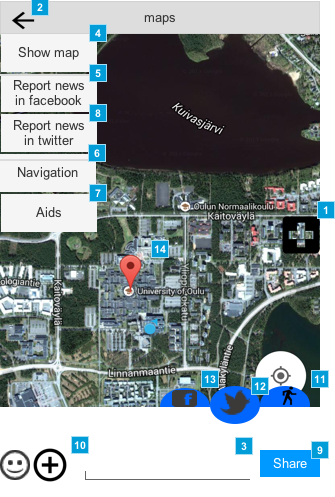 2
maps
4
Show map
5
Report news
in facebook
8
Report news
in twitter
6
Navigation
7
Aids
Kuivasjärvi
Oulun Normaalikoulu
Kaitoväylä
1
14
University of Oulu
Kaitoväylä
ologiantie
Linnanmaantie
13
12
11
10
3
9
Share